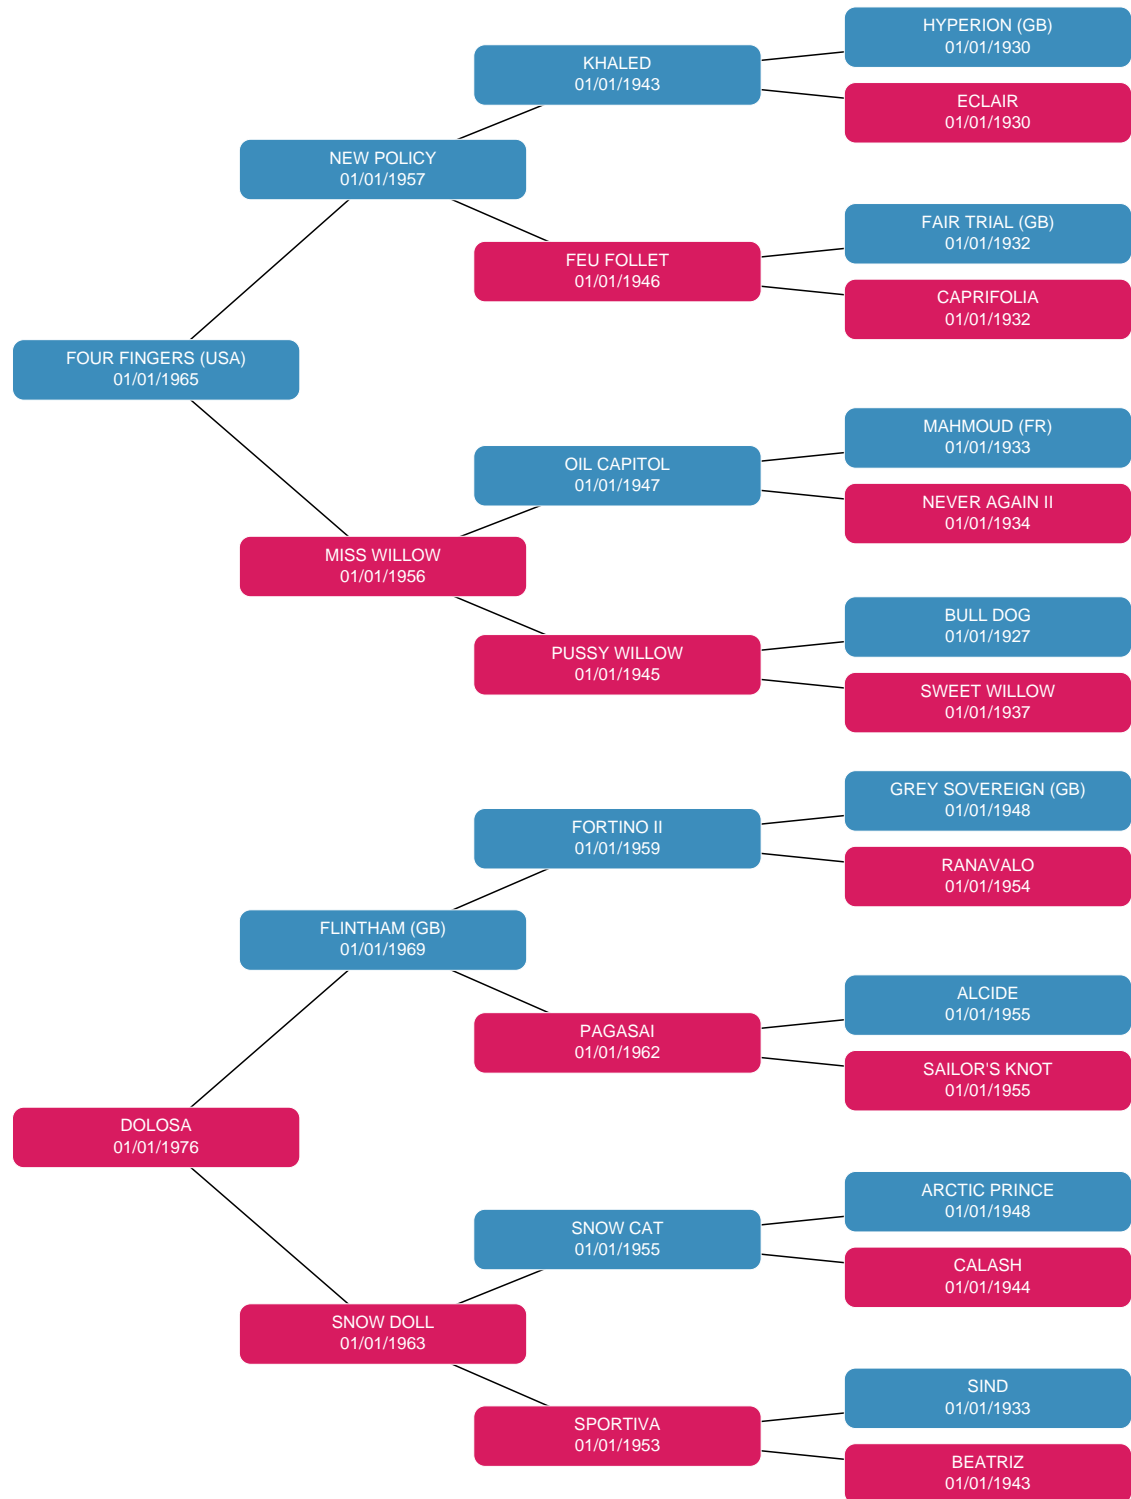 HYPERION (GB)
01/01/1930
KHALED
01/01/1943
ECLAIR
01/01/1930
NEW POLICY
01/01/1957
FAIR TRIAL (GB)
01/01/1932
FEU FOLLET
01/01/1946
CAPRIFOLIA
01/01/1932
FOUR FINGERS (USA)
01/01/1965
MAHMOUD (FR)
01/01/1933
OIL CAPITOL
01/01/1947
NEVER AGAIN II
01/01/1934
MISS WILLOW
01/01/1956
BULL DOG
01/01/1927
PUSSY WILLOW
01/01/1945
SWEET WILLOW
01/01/1937
GREY SOVEREIGN (GB)
01/01/1948
FORTINO II
01/01/1959
RANAVALO
01/01/1954
FLINTHAM (GB)
01/01/1969
ALCIDE
01/01/1955
PAGASAI
01/01/1962
SAILOR'S KNOT
01/01/1955
DOLOSA
01/01/1976
ARCTIC PRINCE
01/01/1948
SNOW CAT
01/01/1955
CALASH
01/01/1944
SNOW DOLL
01/01/1963
SIND
01/01/1933
SPORTIVA
01/01/1953
BEATRIZ
01/01/1943